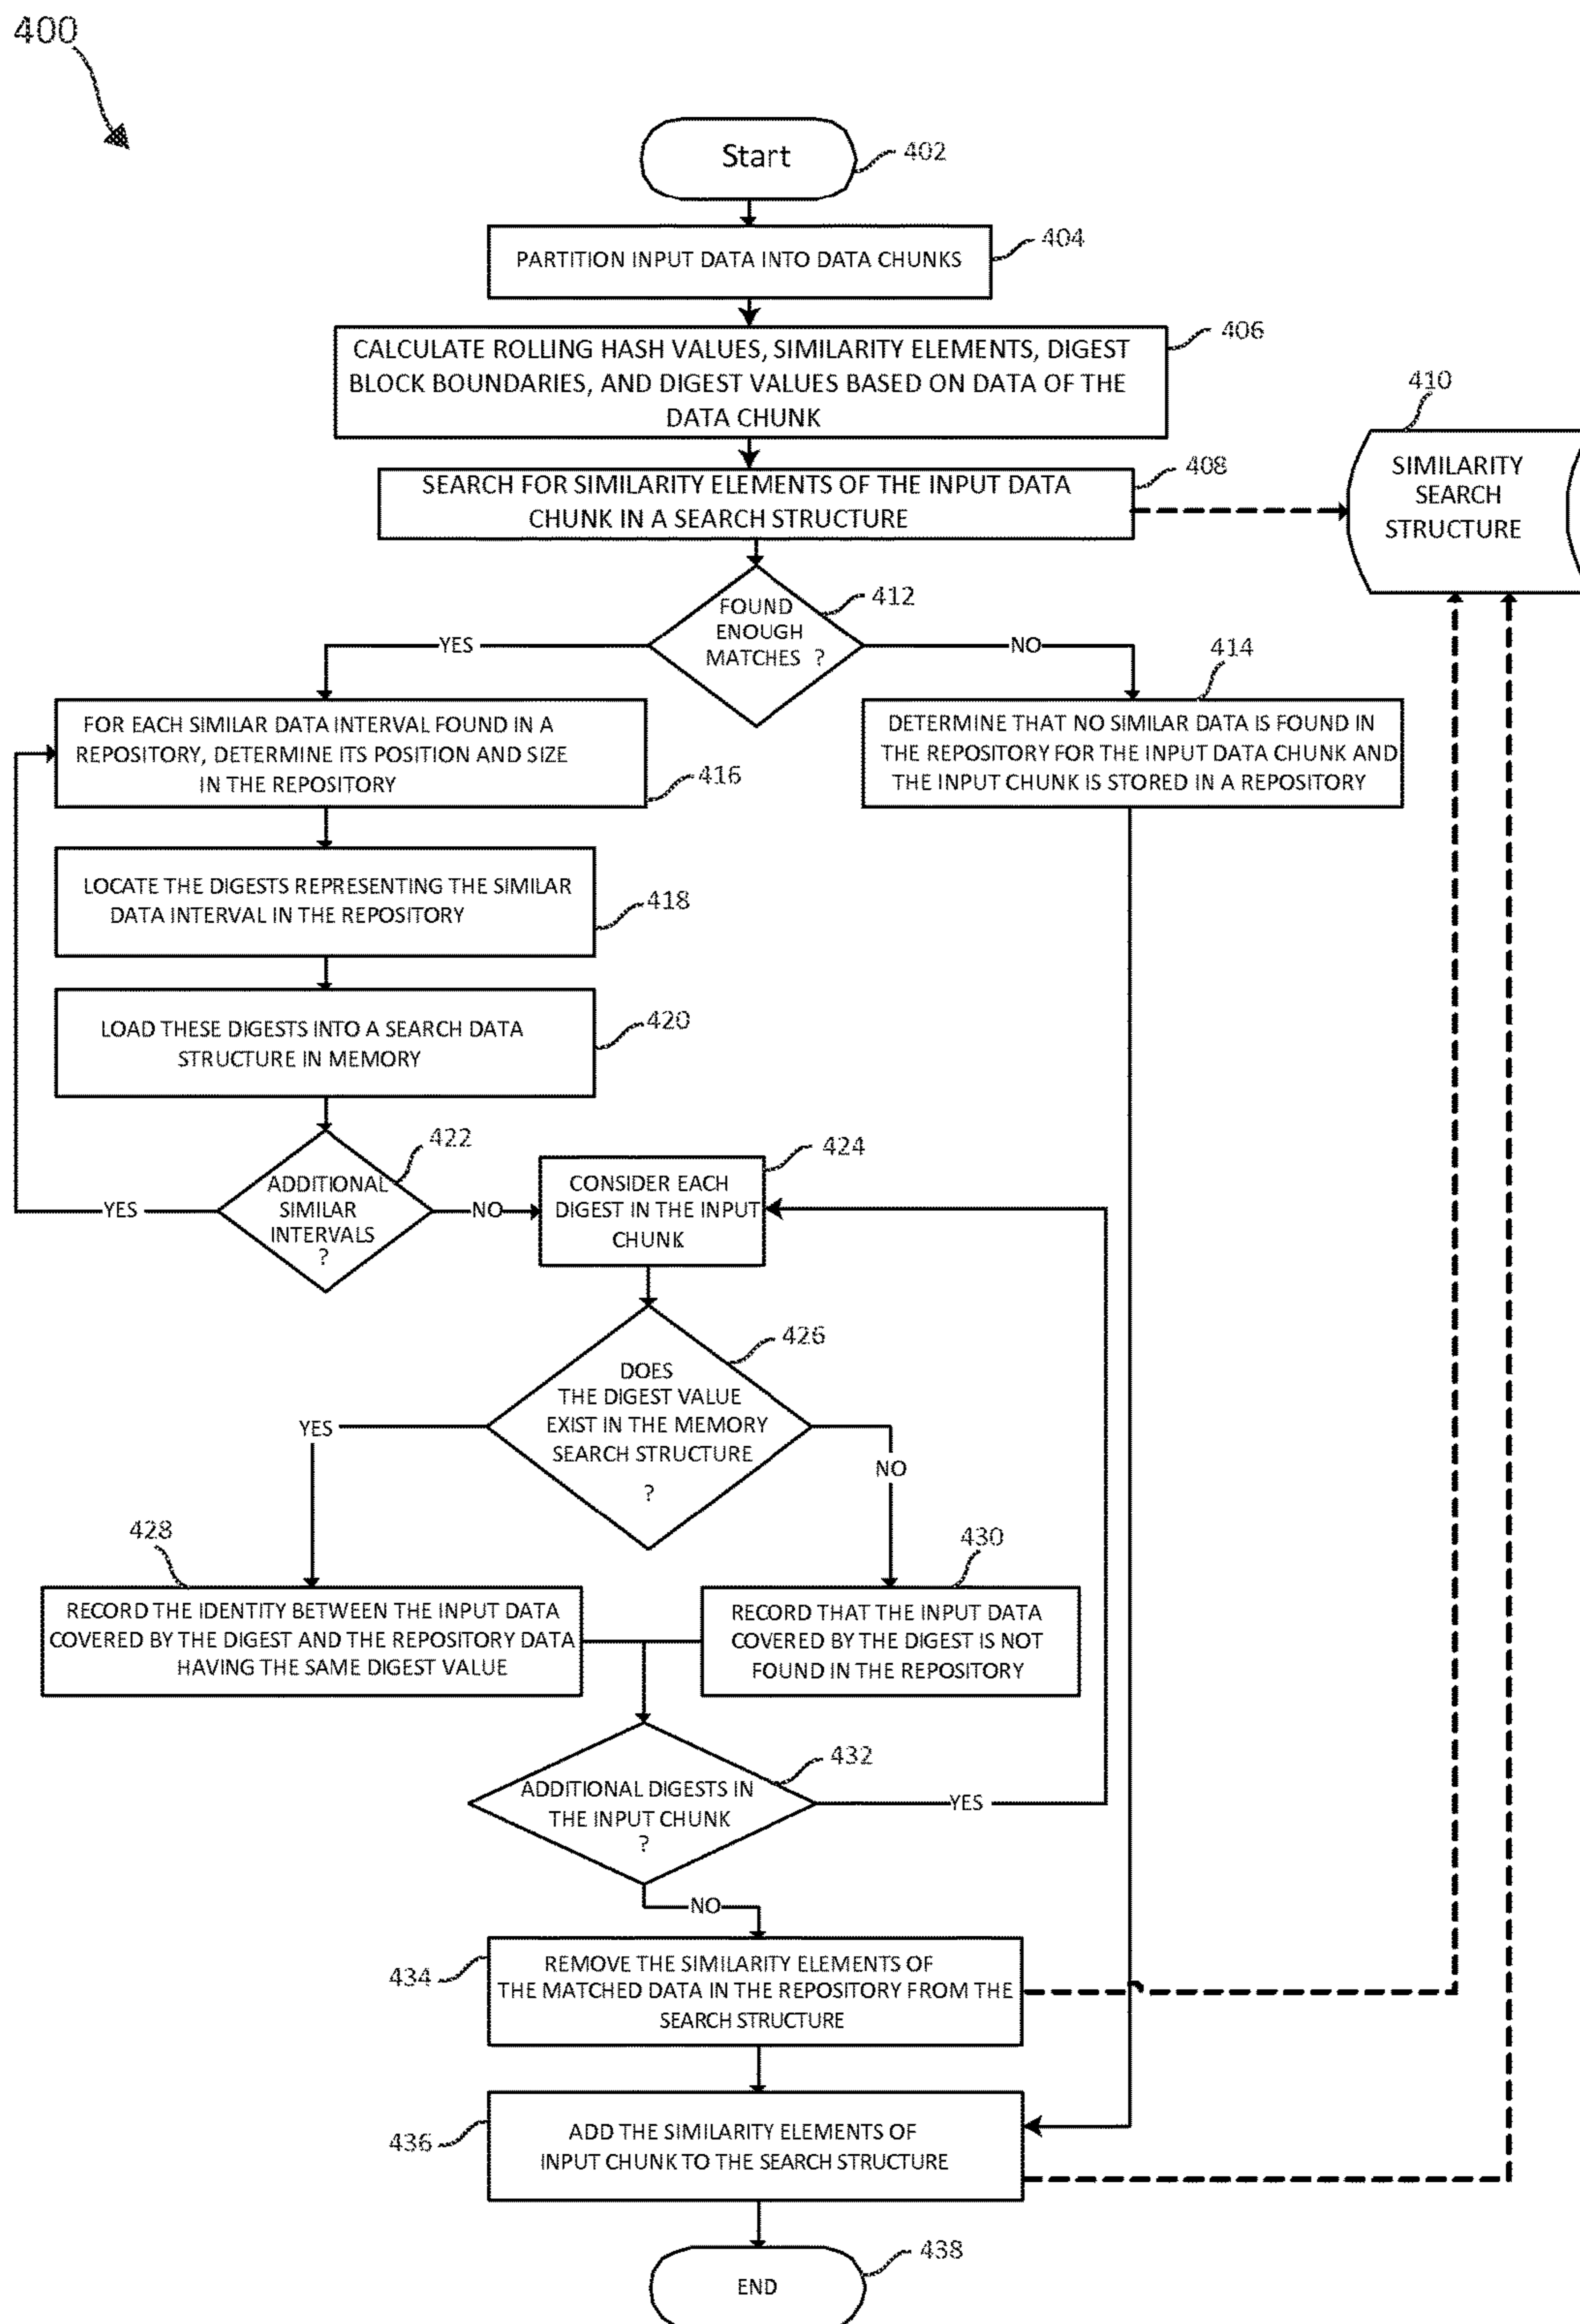 400
Start
402
PARTITION INPUT DATA INTO DATA CHUNKS
404
CALCULATE ROLLING HASH VALUES, SIMILARITY ELEMENTS, DIGEST
BLOCK BOUNDARIES, AND DIGEST VALUES BASED ON DATA OF THE
DATA CHUNK
406
410
SIMILARITY
SEARCH
STRUCTURE
SEARCH FOR SIMILARITY ELEMENTS OF THE INPUT DATA
CHUNK IN A SEARCH STRUCTURE
408
FOUND
ENOUGH
MATCHES ?
412
YES
NO
414
FOR EACH SIMILAR DATA INTERVAL FOUND IN A
REPOSITORY, DETERMINE ITS POSITION AND SIZE
IN THE REPOSITORY
416
DETERMINE THAT NO SIMILAR DATA IS FOUND IN
THE REPOSITORY FOR THE INPUT DATA CHUNK AND
THE INPUT CHUNK IS STORED IN A REPOSITORY
LOCATE THE DIGESTS REPRESENTING THE SIMILAR
DATA INTERVAL IN THE REPOSITORY
418
LOAD THESE DIGESTS INTO A SEARCH DATA
STRUCTURE IN MEMORY
420
ADDITIONAL
SIMILAR
INTERVALS
?
422
YES
NO
CONSIDER EACH
DIGEST IN THE INPUT
CHUNK
424
DOES
THE DIGEST VALUE
EXIST IN THE MEMORY
SEARCH STRUCTURE
?
426
YES
NO
428
RECORD THE IDENTITY BETWEEN THE INPUT DATA
COVERED BY THE DIGEST AND THE REPOSITORY DATA
HAVING THE SAME DIGEST VALUE
430
RECORD THAT THE INPUT DATA
COVERED BY THE DIGEST IS NOT
FOUND IN THE REPOSITORY
ADDITIONAL DIGESTS IN
THE INPUT CHUNK
?
432
YES
NO
434
REMOVE THE SIMILARITY ELEMENTS OF
THE MATCHED DATA IN THE REPOSITORY FROM THE
SEARCH STRUCTURE
436
ADD THE SIMILARITY ELEMENTS OF
INPUT CHUNK TO THE SEARCH STRUCTURE
END
438